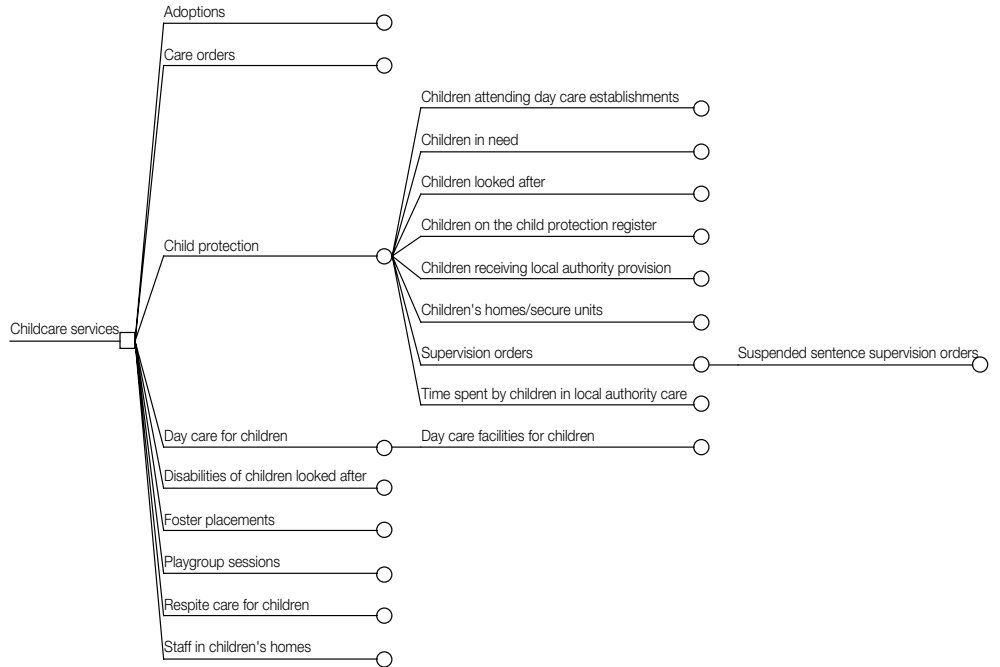 Adoptions
Care orders
Children attending day care establishments
Children in need
Children looked after
Children on the child protection register
Child protection
Children receiving local authority provision
Children's homes/secure units
Childcare services
Supervision orders
Suspended sentence supervision orders
Time spent by children in local authority care
Day care for children
Day care facilities for children
Disabilities of children looked after
Foster placements
Playgroup sessions
Respite care for children
Staff in children's homes